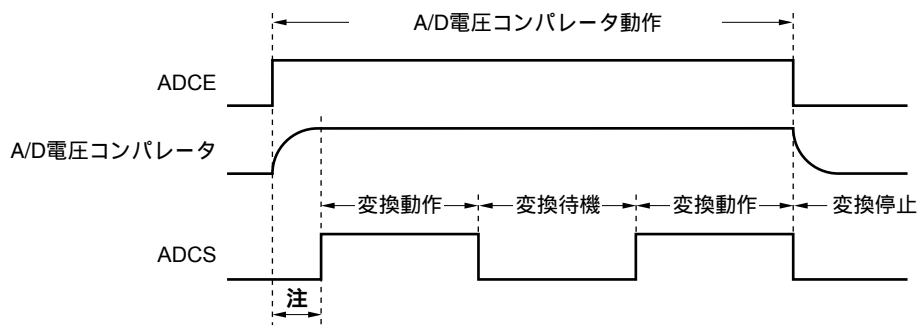 A/D電圧コンパレータ動作
ADCE
A/D電圧コンパレータ
変換動作 変換待機 変換動作 変換停止
ADCS
注